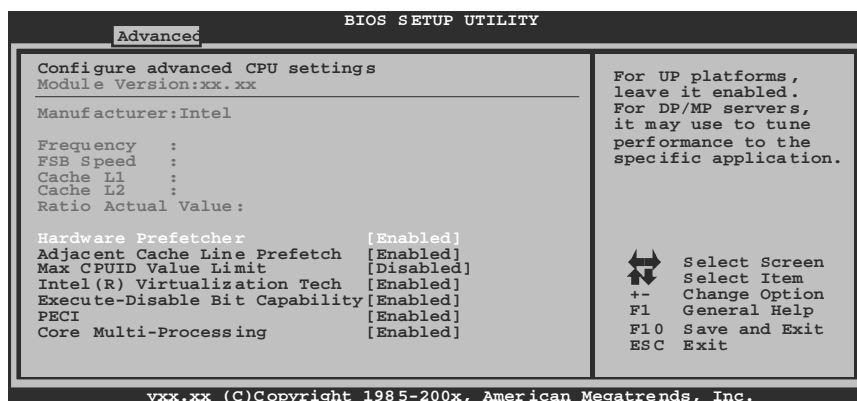 BIOS SETUP UTILITY
Advanced
Configure advanced CPU settings
Module Version:xx.xx
Manufacturer:Intel
Frequency :
FSB Speed :
Cache L1 :
Cache L2 :
Ratio Actual Value:
Hardware Prefetcher [Enabled]
Adjacent Cache Line Prefetch [Enabled]
Max CPUID Value Limit [Disabled]
Intel(R) Virtualization Tech [Enabled]
Execute-Disable Bit Capability[Enabled]
PECI [Enabled]
Core Multi-Processing [Enabled]
For UP platforms,
leave it enabled.
For DP/MP servers,
it may use to tune
performance to the
specific application.
Select Screen
Select Item
+- Change Option
F1 General Help
F10 Save and Exit
ESC Exit
vxx.xx (C)Copyright 1985-200x, American Megatrends, Inc.